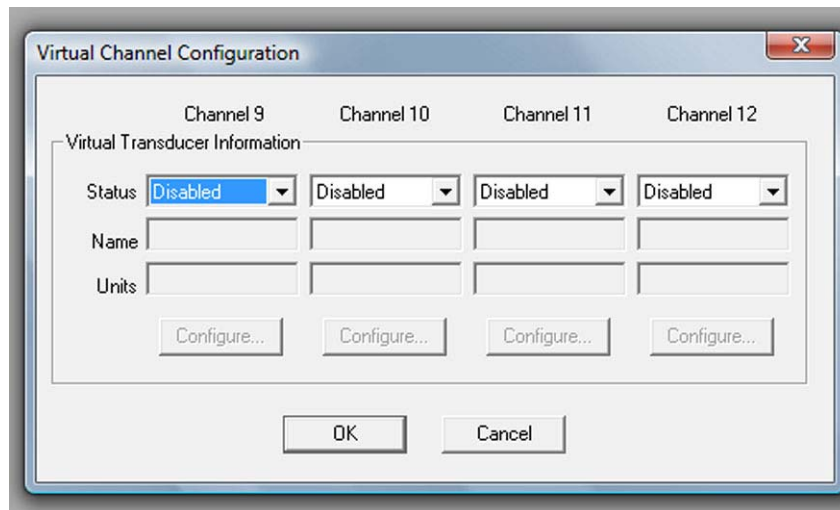 Virtual Channel Configuration
Channel 9 Channel 10 Channel 11 Channel 12
Virtual Transducer Information
Status Disabled Disabled Disabled Disabled
Name
Units
Configure... Configure... Configure... Configure...
OK Cancel